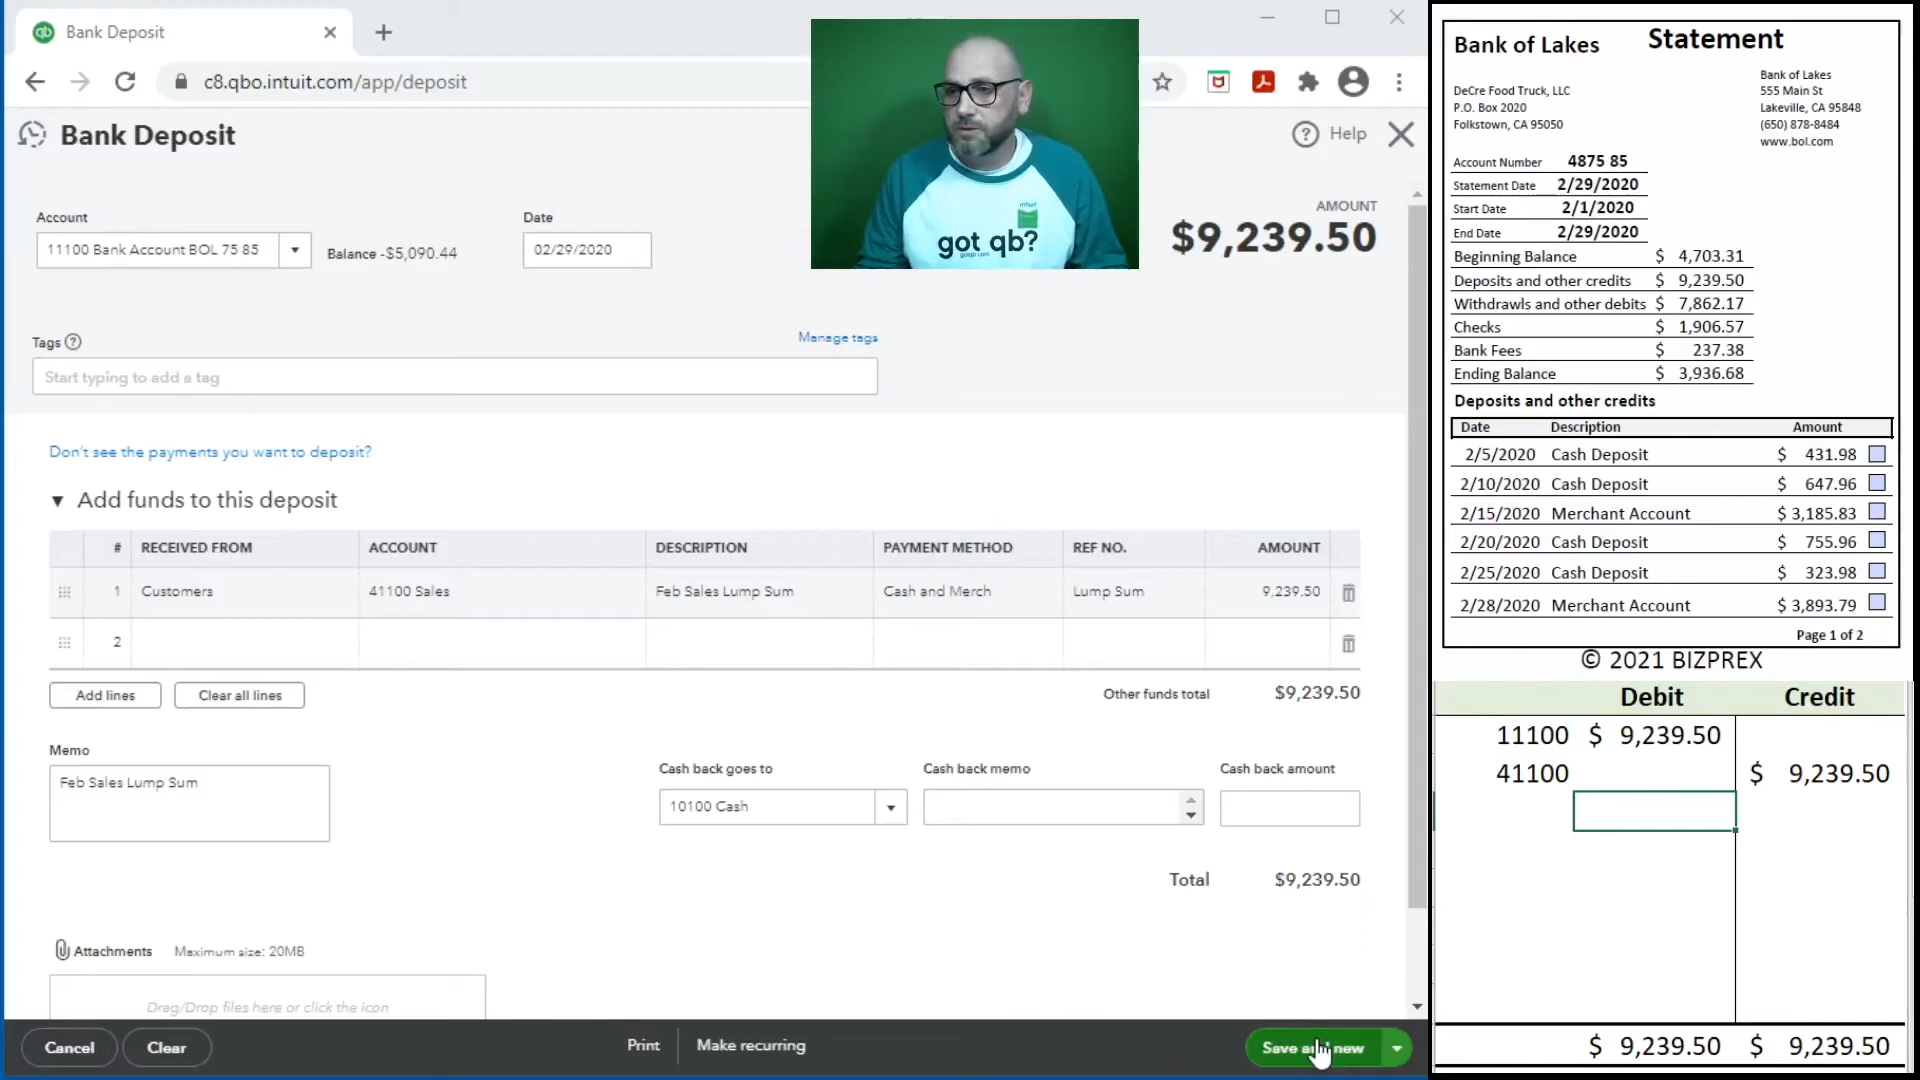 Bank Deposit
c8.qbo.intuit.com/app/deposit
Bank Deposit
Help
Account
11100 Bank Account BOL 75 85
Balance -$5,090.44
Date
02/29/2020
AMOUNT
$9,239.50
Tags
Manage tags
Start typing to add a tag
Don't see the payments you want to deposit?
Add funds to this deposit
# RECEIVED FROM ACCOUNT DESCRIPTION PAYMENT METHOD REF NO. AMOUNT
1 Customers 41100 Sales Feb Sales Lump Sum Cash and Merch Lump Sum 9,239.50
2
Add lines
Clear all lines
Other funds total $9,239.50
Memo
Feb Sales Lump Sum
Cash back goes to
10100 Cash
Cash back memo
Cash back amount
Total $9,239.50
Attachments Maximum size: 20MB
Drag/Drop files here or click the icon
Cancel
Clear
Print
Make recurring
Save and new
intuit
got qb?
gotqb.com
Bank of Lakes Statement
DeCre Food Truck, LLC
P.O. Box 2020
Folkstown, CA 95050
Bank of Lakes
555 Main St
Lakeville, CA 95848
(650) 878-8484
www.bol.com
Account Number 4875 85
Statement Date 2/29/2020
Start Date 2/1/2020
End Date 2/29/2020
Beginning Balance $ 4,703.31
Deposits and other credits $ 9,239.50
Withdrawls and other debits $ 7,862.17
Checks $ 1,906.57
Bank Fees $ 237.38
Ending Balance $ 3,936.68
Deposits and other credits
Date Description Amount
2/5/2020 Cash Deposit $ 431.98
2/10/2020 Cash Deposit $ 647.96
2/15/2020 Merchant Account $ 3,185.83
2/20/2020 Cash Deposit $ 755.96
2/25/2020 Cash Deposit $ 323.98
2/28/2020 Merchant Account $ 3,893.79
Page 1 of 2
© 2021 BIZPREX
Debit Credit
11100 $ 9,239.50
41100 $ 9,239.50
$ 9,239.50 $ 9,239.50